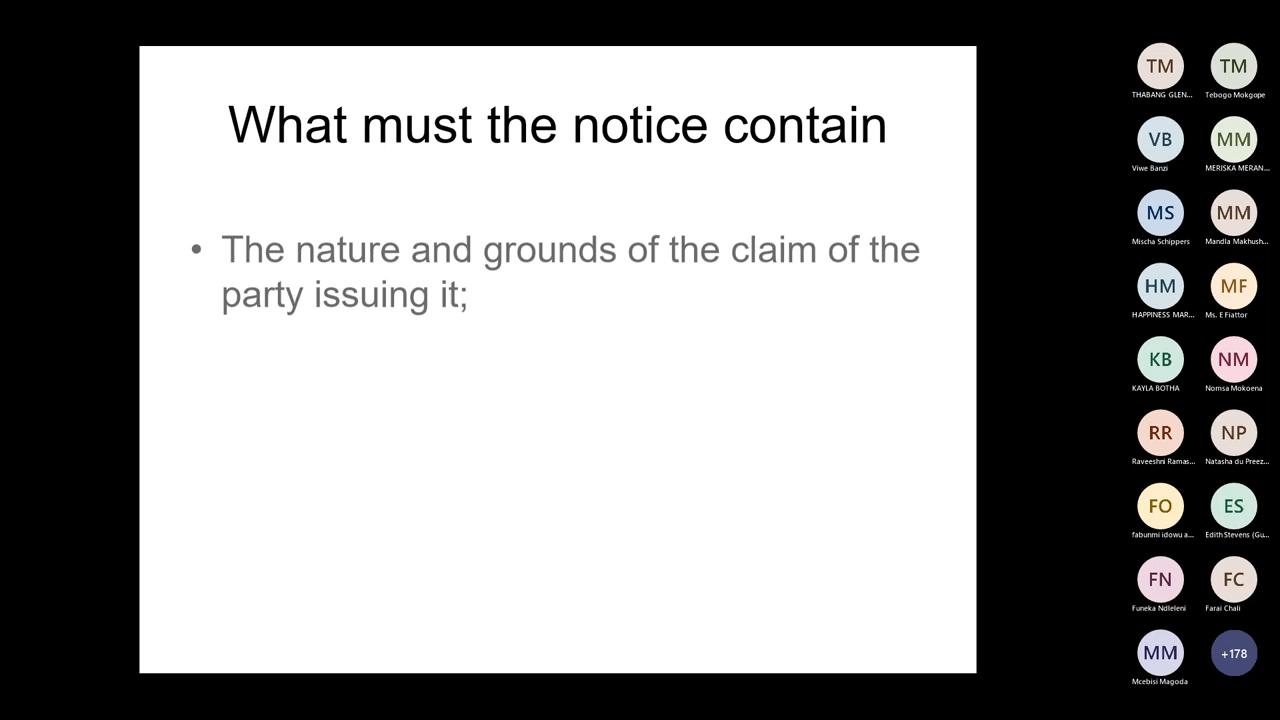 What must the notice contain
• The nature and grounds of the claim of the
party issuing it;
TM
TM
THABANG GLEN...
Tebogo Mokgope
VB
MM
Viwe Banzi
MERISKA MERAN...
MS
MM
Mischa Schippers
Mandla Makhush...
HM
MF
HAPPINESS MAR...
Ms. E Fiattor
KB
NM
KAYLA BOTHA
Nomsa Mokoena
RR
NP
Raveeshni Ramas...
Natasha du Preez...
FO
ES
fabunmi idowu a...
Edith Stevens (Gu...
FN
FC
Funeka Ndleleni
Farai Chali
MM
+178
Mcebisi Magoda